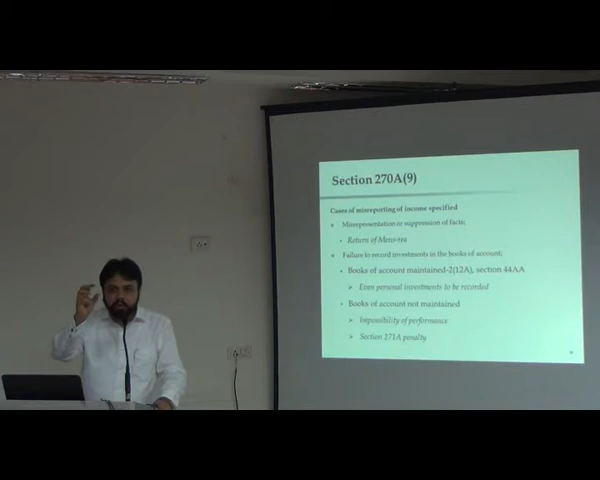 Section 270A(9)
Cases of misreporting of income specified
Misrepresentation or suppression of facts;
Return of Mens-rea
Failure to record investments in the books of account;
Books of account maintained-2(12A), section 44AA
Even personal investments to be recorded
Books of account not maintained
Impossibility of performance
Section 271A penalty